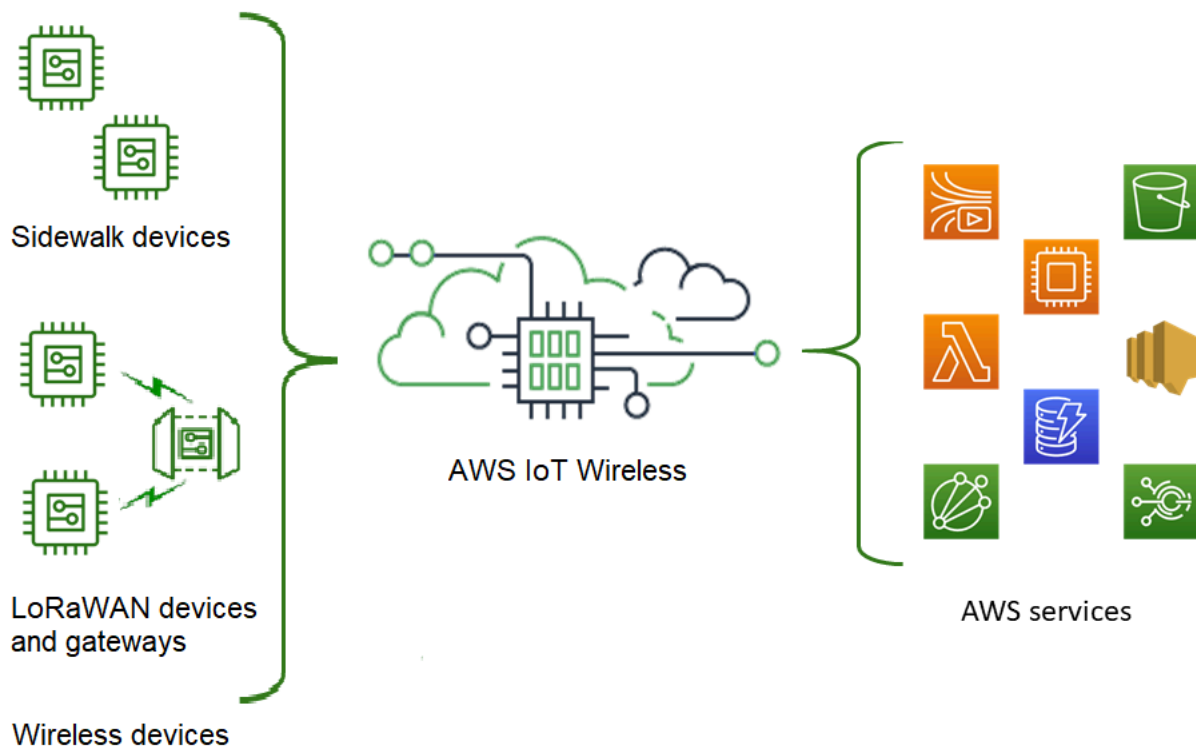 Sidewalk devices
LoRaWAN devices
and gateways
Wireless devices
AWS IoT Wireless
AWS services